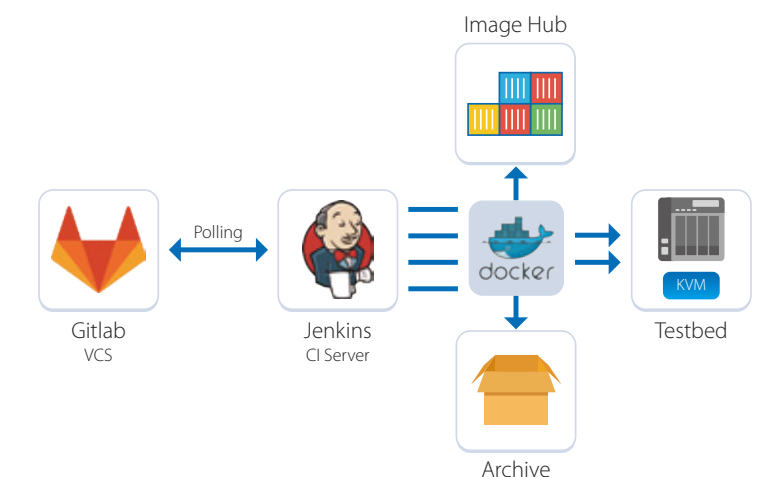 Image Hub
Polling
docker
KVM
Gitlab
VCS
Jenkins
CI Server
Testbed
Archive